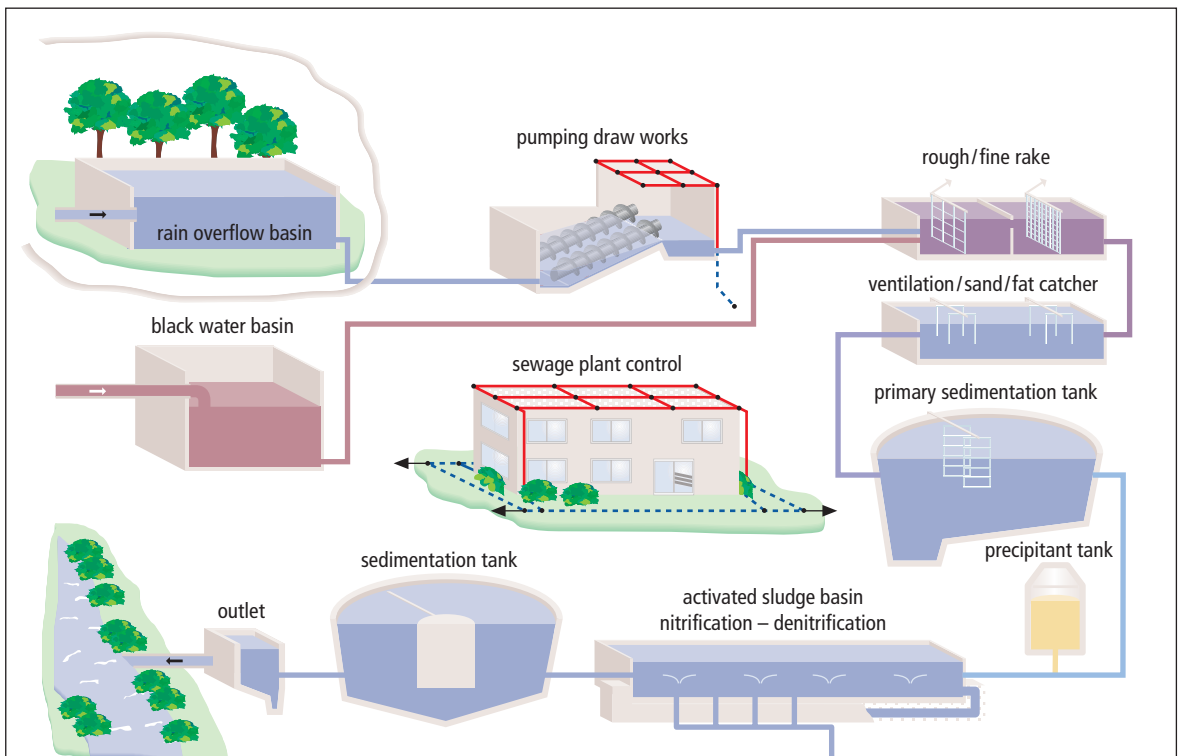 pumping draw works
rough/fine rake
rain overflow basin
ventilation/sand/fat catcher
black water basin
sewage plant control
primary sedimentation tank
precipitant tank
sedimentation tank
activated sludge basin
nitrification – denitrification
outlet